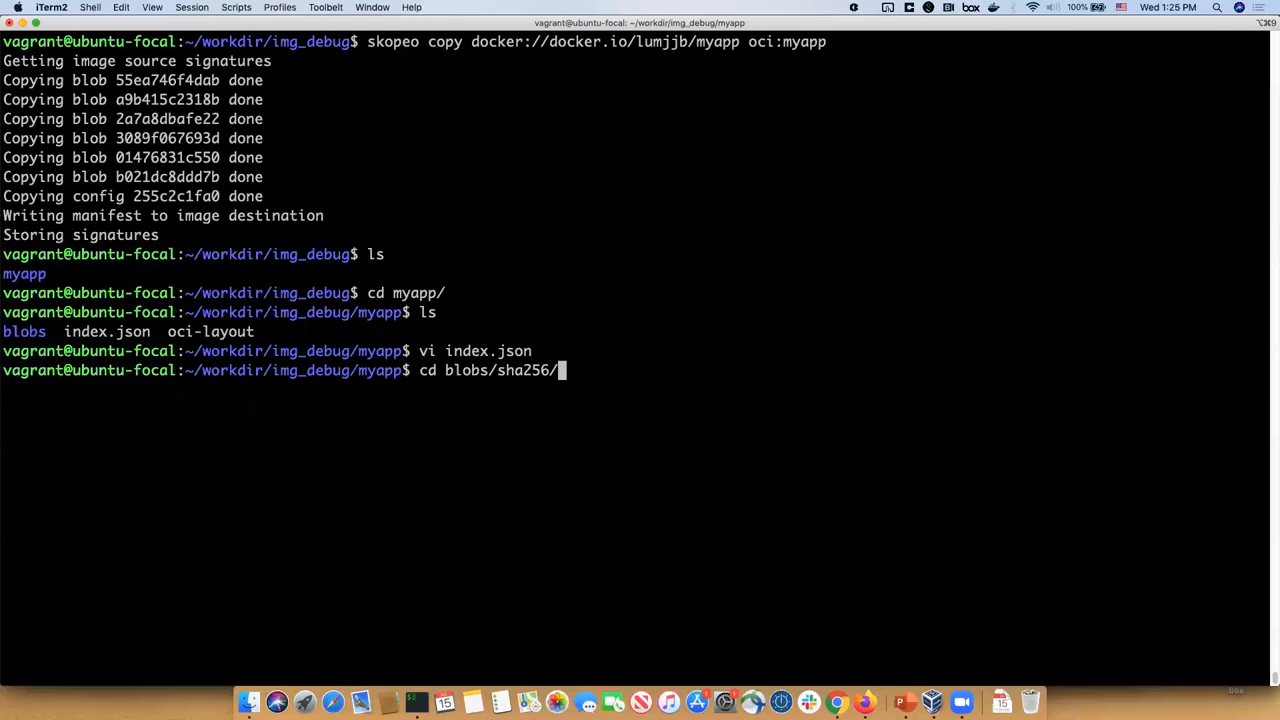 iTerm2 Shell Edit View Session Scripts Profiles Toolbelt Window Help 100% Wed 1:25 PM
vagrant@ubuntu-focal: ~/workdir/img_debug/myapp ⌥⌘9
vagrant@ubuntu-focal:~/workdir/img_debug$ skopeo copy docker://docker.io/lumjjb/myapp oci:myapp
Getting image source signatures
Copying blob 55ea746f4dab done
Copying blob a9b415c2318b done
Copying blob 2a7a8dbafe22 done
Copying blob 3089f067693d done
Copying blob 01476831c550 done
Copying blob b021dc8ddd7b done
Copying config 255c2c1fa0 done
Writing manifest to image destination
Storing signatures
vagrant@ubuntu-focal:~/workdir/img_debug$ ls
myapp
vagrant@ubuntu-focal:~/workdir/img_debug$ cd myapp/
vagrant@ubuntu-focal:~/workdir/img_debug/myapp$ ls
blobs index.json oci-layout
vagrant@ubuntu-focal:~/workdir/img_debug/myapp$ vi index.json
vagrant@ubuntu-focal:~/workdir/img_debug/myapp$ cd blobs/sha256/
Box